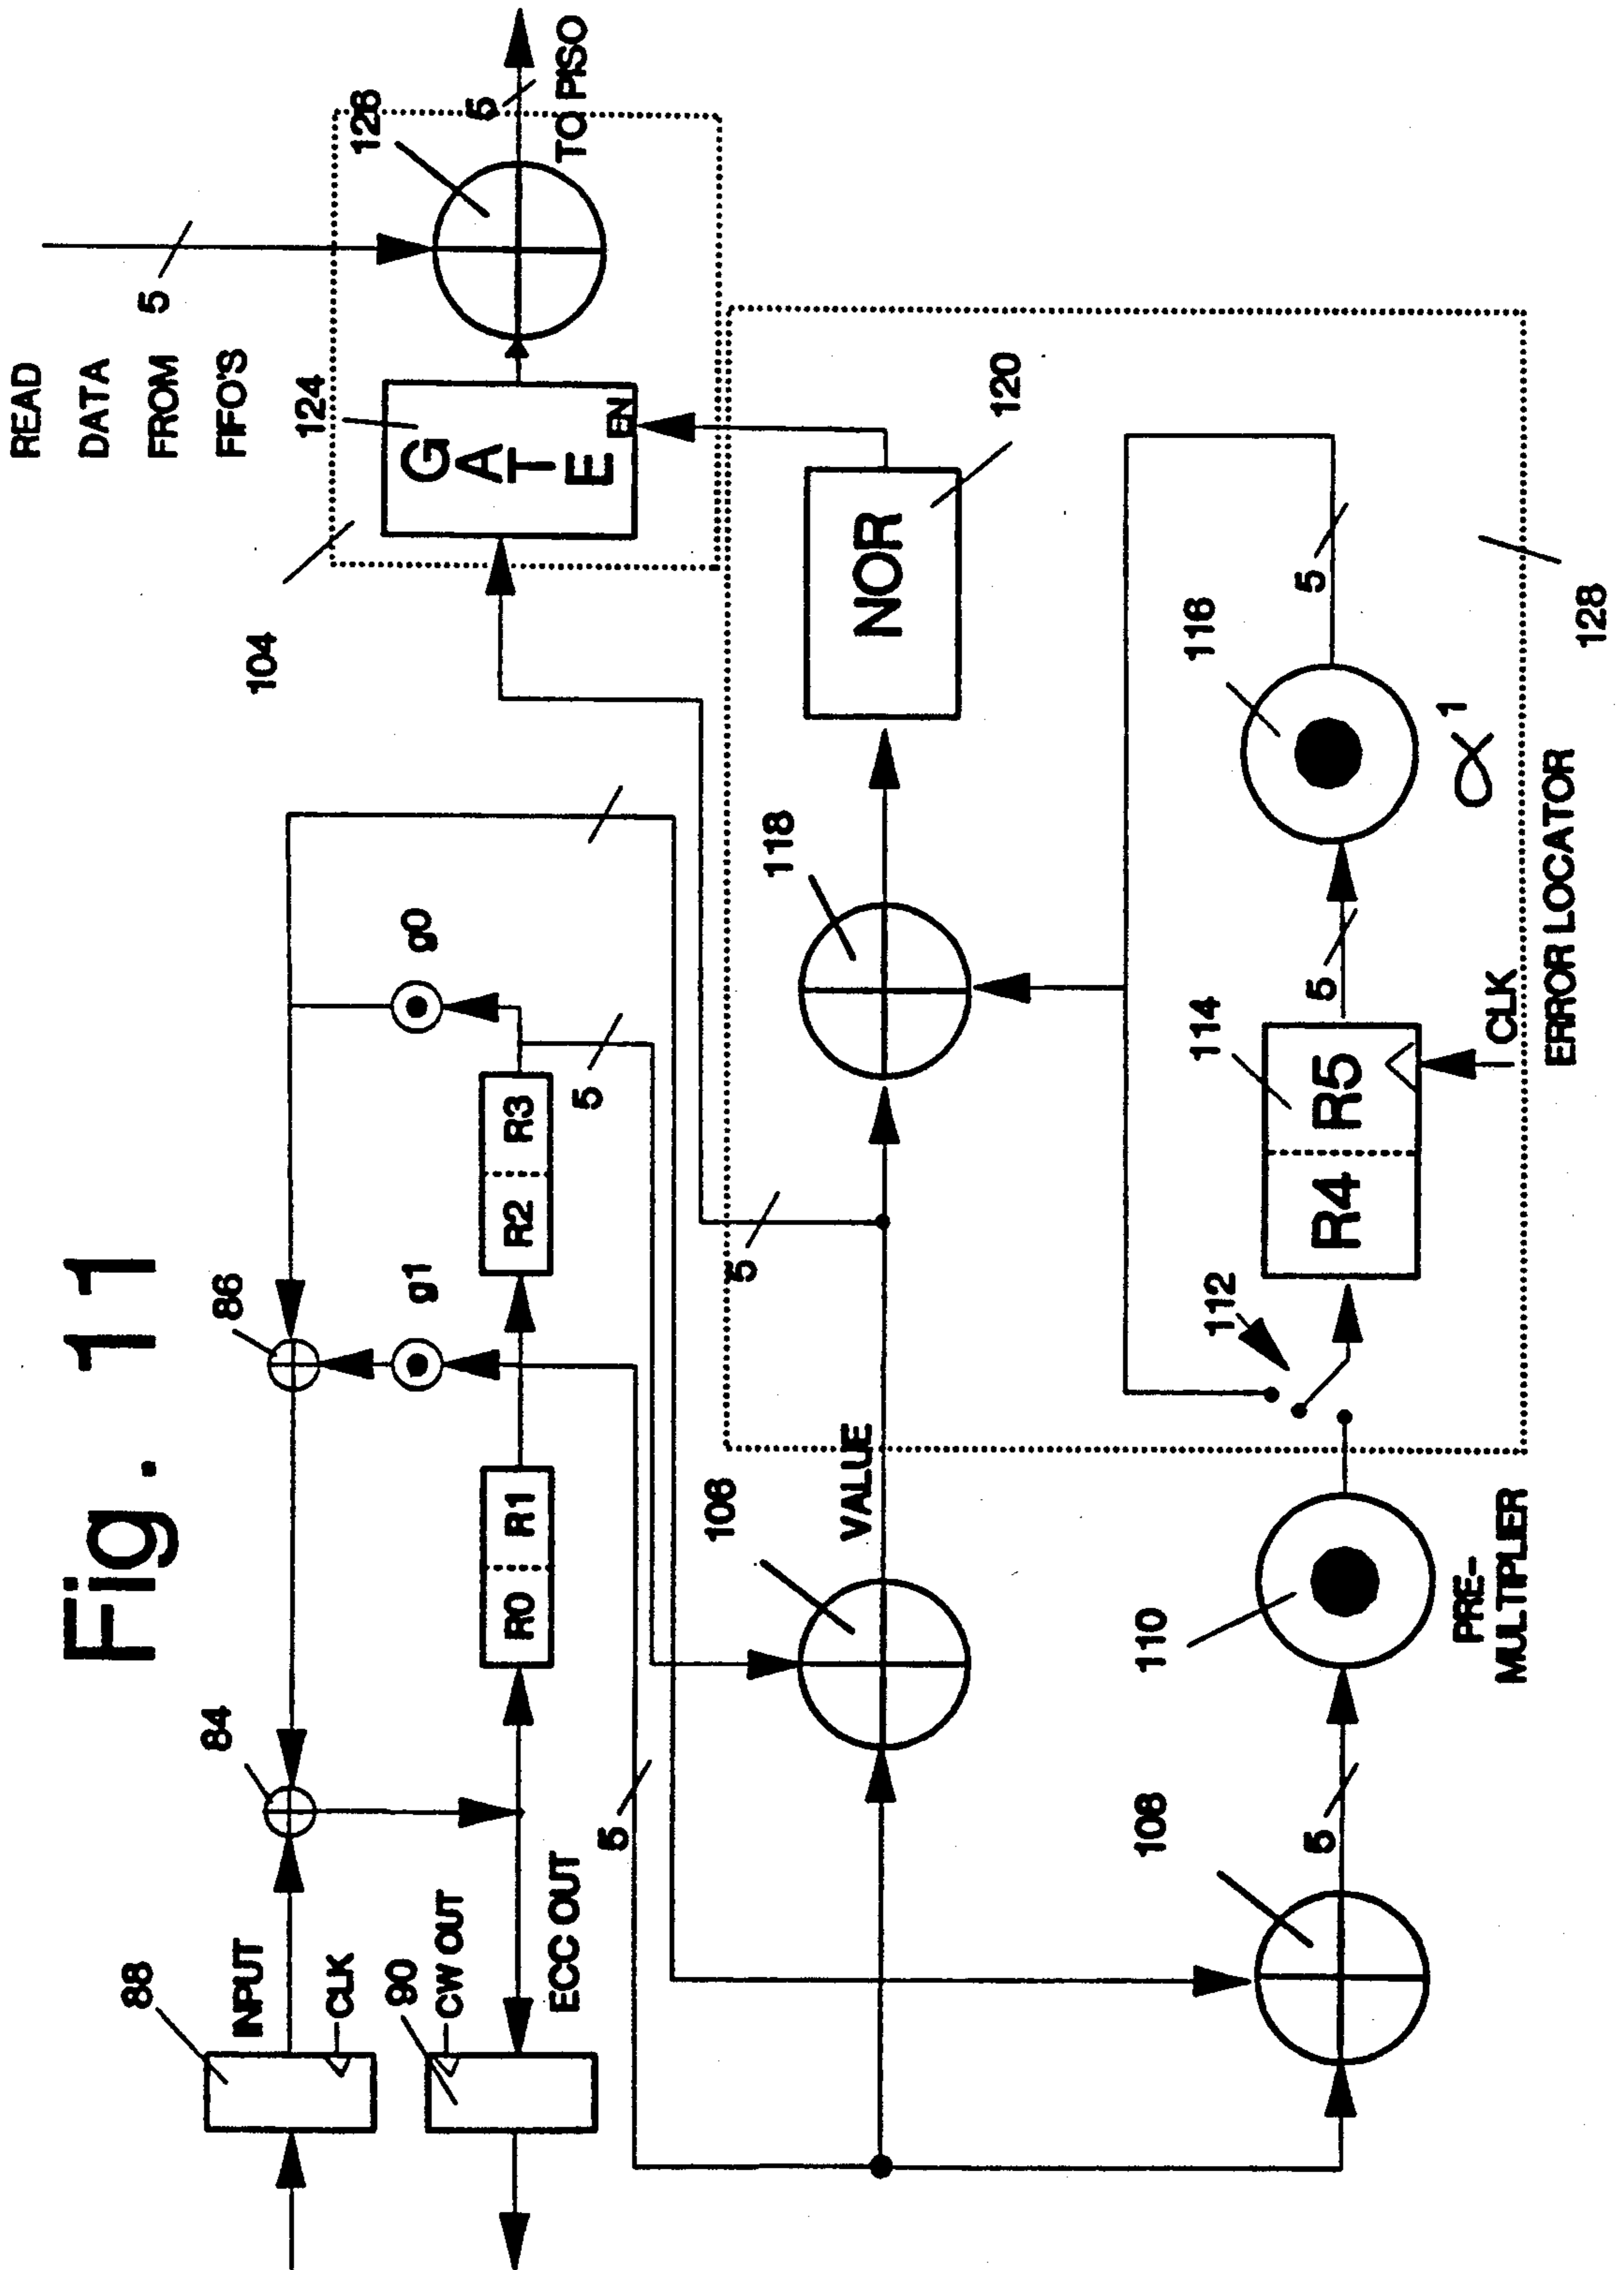 Fig. 11
READ
DATA
FROM
FIFO'S
5
88
INPUT
CLK
84
86
90
CW OUT
ECC OUT
R0 R1
g1
R2 R3
g0
5
5
104
124
GATE
EN
126
5
TO PISO
106
VALUE
5
118
NOR
120
108
5
110
PRE-
MULTIPLIER
112
R4 R5
114
CLK
5
116
α¹
5
ERROR LOCATOR
128